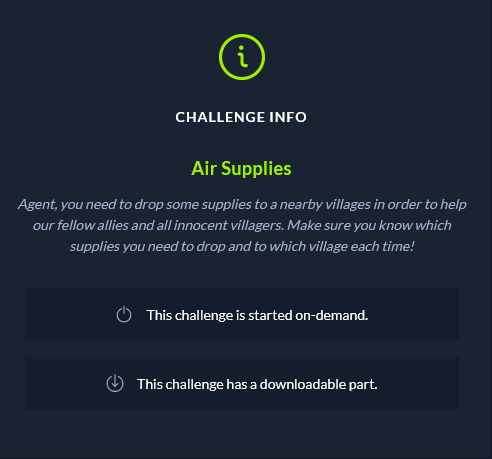 CHALLENGE INFO
Air Supplies
Agent, you need to drop some supplies to a nearby villages in order to help
our fellow allies and all innocent villagers. Make sure you know which
supplies you need to drop and to which village each time!
This challenge is started on-demand.
This challenge has a downloadable part.